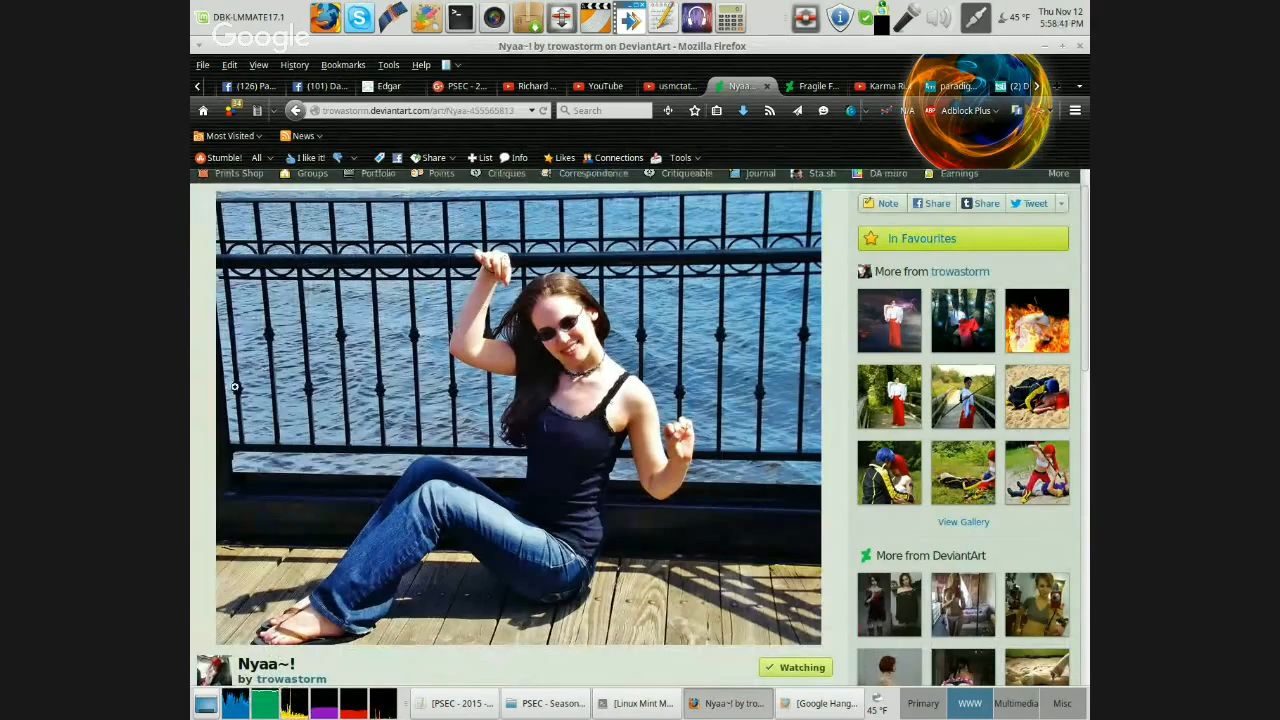 DBK-LMMATE17.1
Google
45 °F
Thu Nov 12
5:58:41 PM
Nyaa~! by trowastorm on DeviantArt - Mozilla Firefox
File Edit View History Bookmarks Tools Help
(126) Pa... (101) Da... Edgar PSEC - 2... Richard ... YouTube usmctat... Nyaa... Fragile F... Karma Ru paradig (2) D
34 trowastorm.deviantart.com/art/Nyaa-455565813 Search N/A ABP Adblock Plus
Most Visited News
Stumble! All I like it! Share List Info Likes Connections Tools
Prints Shop Groups Portfolio Points Critiques Correspondence Critiqueable Journal Sta.sh DA muro Earnings More
Note Share Share Tweet
In Favourites
More from trowastorm
View Gallery
More from DeviantArt
Nyaa~!
by trowastorm
Watching
[PSEC - 2015 -... PSEC - Season... [Linux Mint M... Nyaa~! by tro... [Google Hang... 45 °F Primary WWW Multimedia Misc